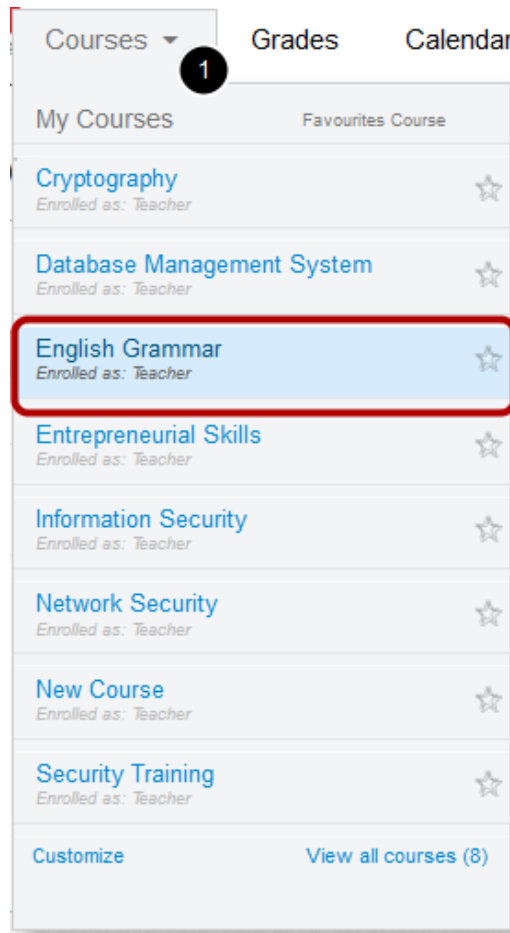 Courses Grades Calendar
1
My Courses Favourites Course
Cryptography
Enrolled as: Teacher
Database Management System
Enrolled as: Teacher
English Grammar
Enrolled as: Teacher
Entrepreneurial Skills
Enrolled as: Teacher
Information Security
Enrolled as: Teacher
Network Security
Enrolled as: Teacher
New Course
Enrolled as: Teacher
Security Training
Enrolled as: Teacher
Customize View all courses (8)